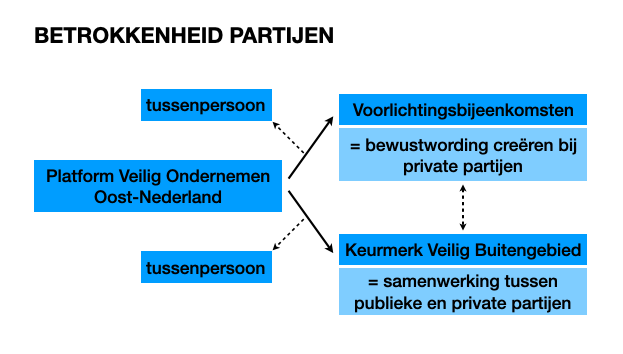 BETROKKENHEID PARTIJEN
tussenpersoon
Voorlichtingsbijeenkomsten
= bewustwording creëren bij
private partijen
Platform Veilig Ondernemen
Oost-Nederland
tussenpersoon
Keurmerk Veilig Buitengebied
= samenwerking tussen
publieke en private partijen